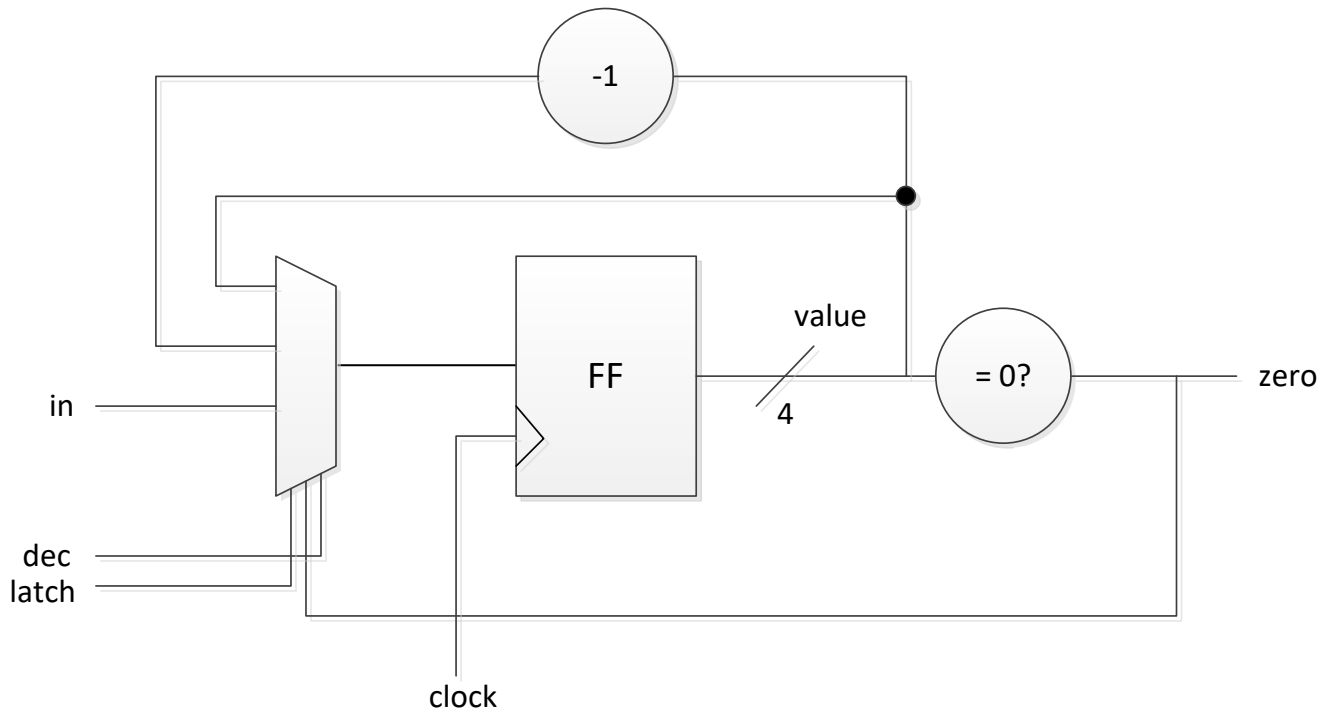 -1
value
FF
= 0?
zero
in
4
dec
latch
clock